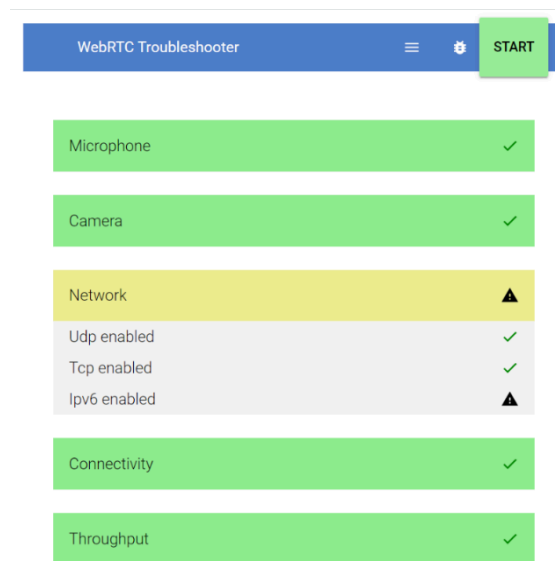 WebRTC Troubleshooter START
Microphone
Camera
Network
Udp enabled
Tcp enabled
Ipv6 enabled
Connectivity
Throughput